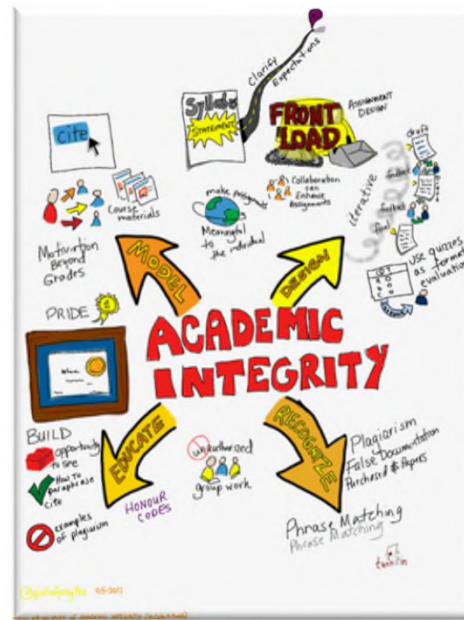 Clarify
Expectations
Syllabus
STATEMENT
FRONT
LOAD
ASSIGNMENT
DESIGN
cite
Collaboration
can
Enhance
Assignments
make assignments
Meaningful
to
the individual
Course
materials
Motivation
Beyond
Grades
iterative
draft
feedback
feedback
final
use quizzes
as
evaluation
MODEL
DESIGN
PRIDE
ACADEMIC
INTEGRITY
BUILD
opportunity
to
How to
paraphrase
cite
examples
of plagiarism
EDUCATE
HONOUR
CODES
unauthorized
group work
RECOGNIZE
Plagiarism
False Documentation
Purchased Papers
Phrase Matching
Phrase Matching
turnitin